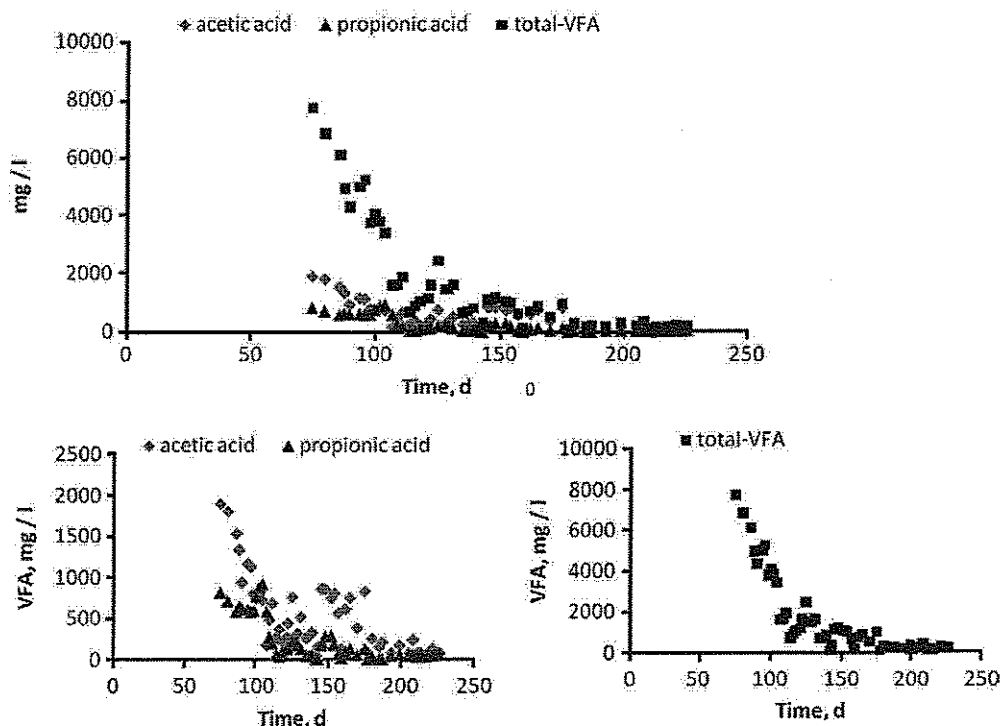 acetic acid propionic acid total-VFA
10000
8000
6000
4000
2000
0
mg / l
0 50 100 150 200 250
Time, d 0
acetic acid propionic acid
2500
2000
1500
1000
500
0
VFA, mg / l
0 50 100 150 200 250
Time, d
total-VFA
10000
8000
6000
4000
2000
0
VFA, mg / l
0 50 100 150 200 250
Time, d